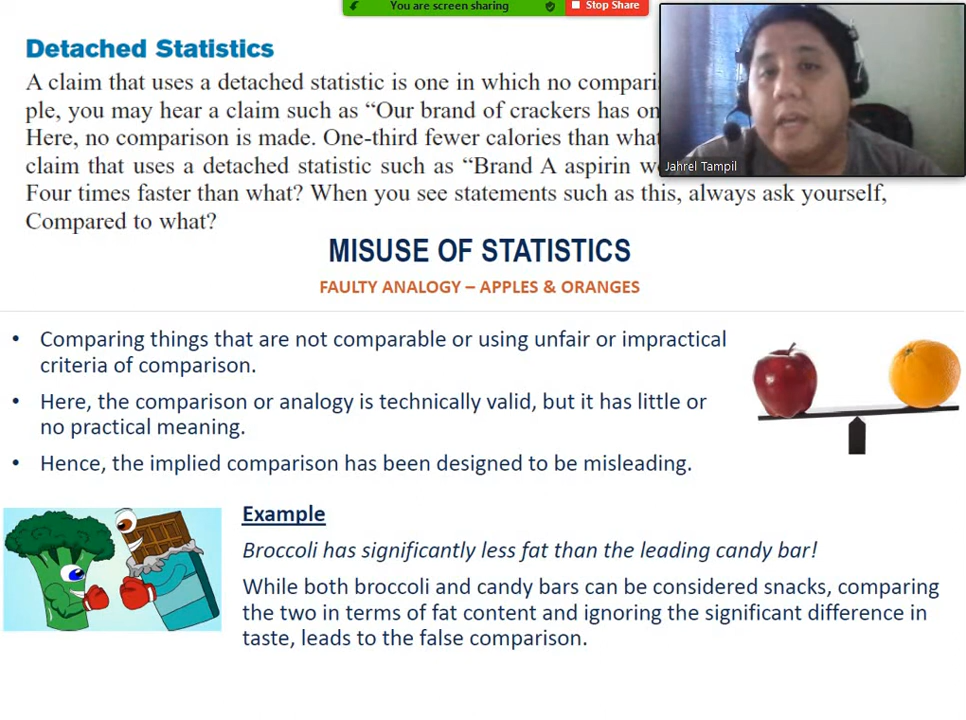 You are screen sharing
Stop Share
Detached Statistics
A claim that uses a detached statistic is one in which no compari
ple, you may hear a claim such as “Our brand of crackers has on
Here, no comparison is made. One-third fewer calories than what
claim that uses a detached statistic such as “Brand A aspirin w
Four times faster than what? When you see statements such as this, always ask yourself,
Compared to what?
Jahrel Tampil
MISUSE OF STATISTICS
FAULTY ANALOGY – APPLES & ORANGES
• Comparing things that are not comparable or using unfair or impractical
criteria of comparison.
• Here, the comparison or analogy is technically valid, but it has little or
no practical meaning.
• Hence, the implied comparison has been designed to be misleading.
Example
Broccoli has significantly less fat than the leading candy bar!
While both broccoli and candy bars can be considered snacks, comparing
the two in terms of fat content and ignoring the significant difference in
taste, leads to the false comparison.